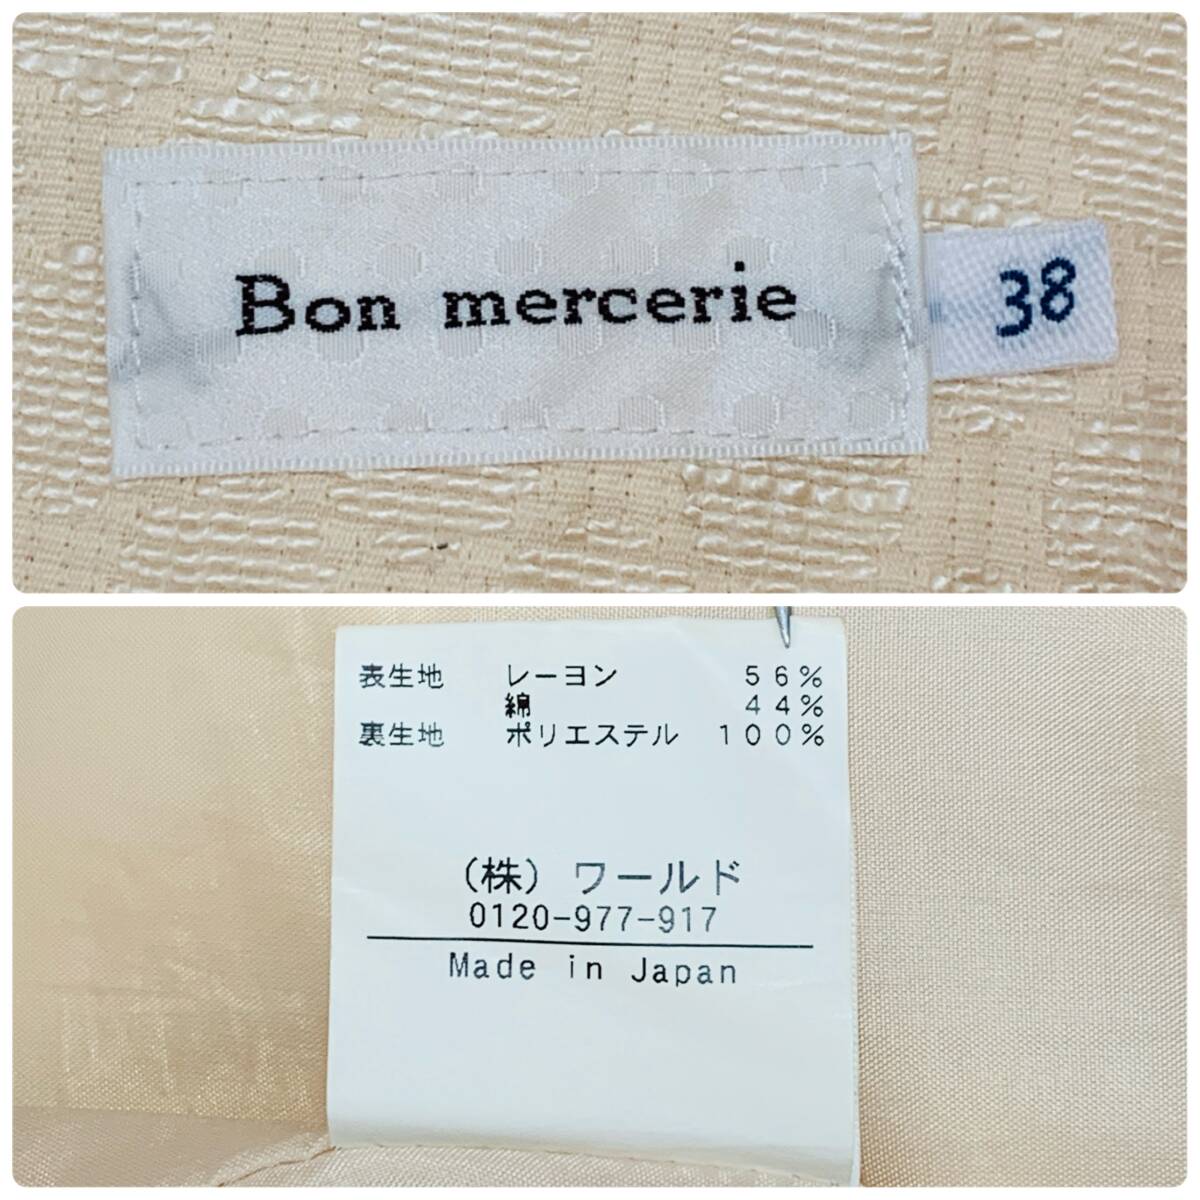 Bon mercerie
38
表生地 レーヨン 56%
綿 44%
裏生地 ポリエステル 100%
(株) ワールド
0120-977-917
Made in Japan